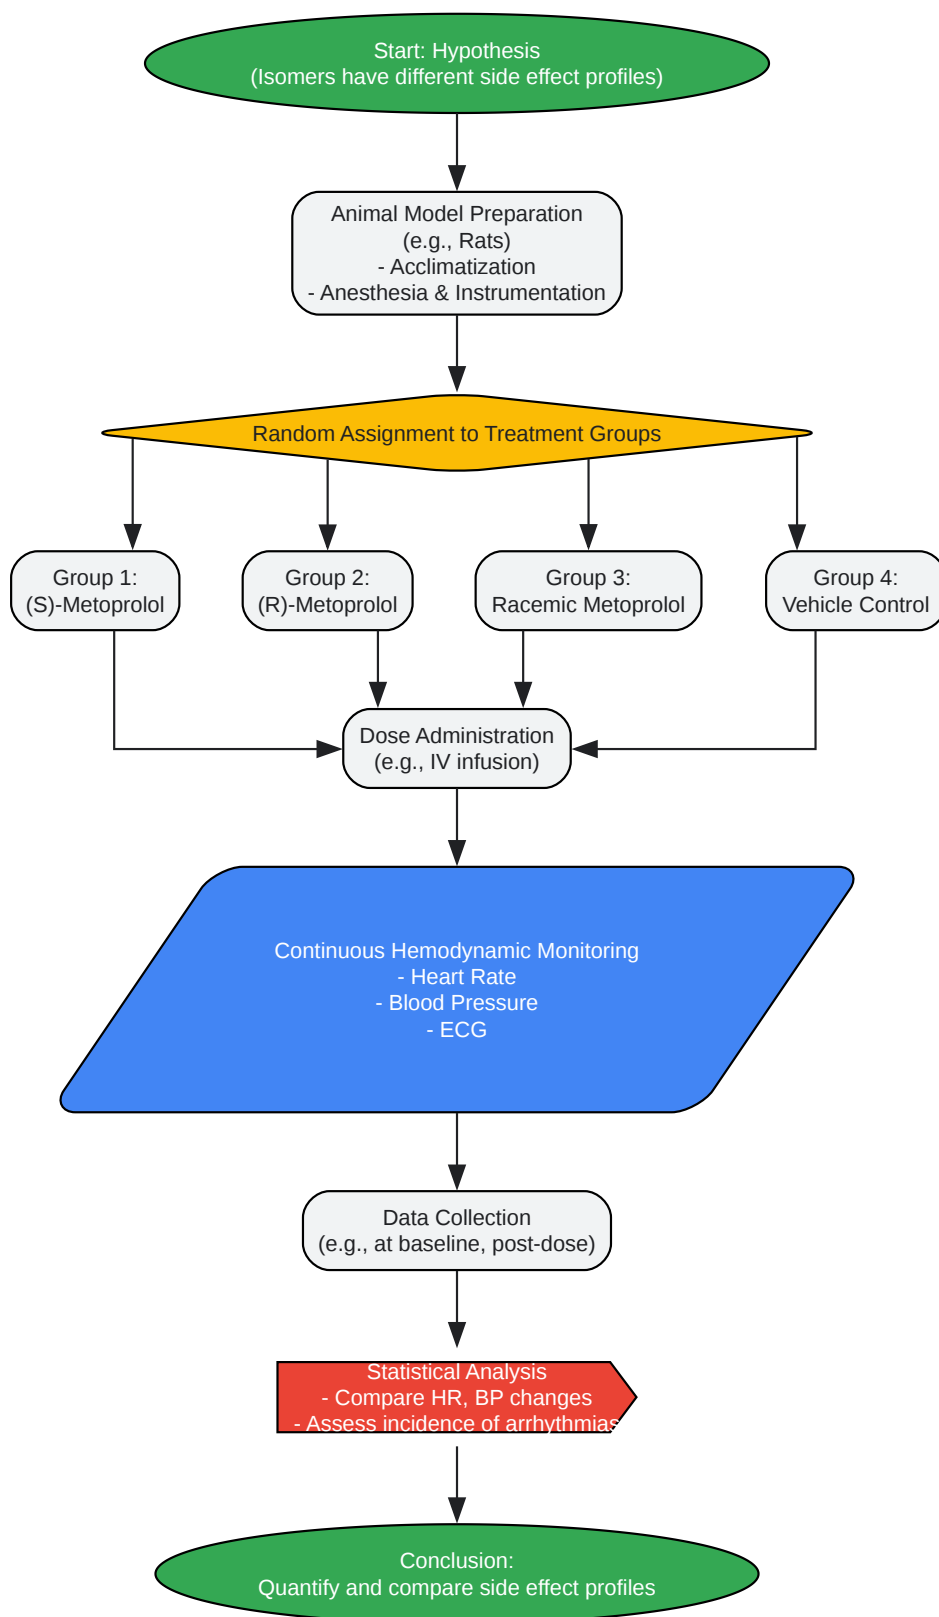 Start: Hypothesis
(Isomers have different side effect profiles)
Animal Model Preparation
(e.g., Rats)
- Acclimatization
- Anesthesia & Instrumentation
Random Assignment to Treatment Groups
Group 1:
(S)-Metoprolol
Group 2:
(R)-Metoprolol
Group 3:
Racemic Metoprolol
Group 4:
Vehicle Control
Dose Administration
(e.g., IV infusion)
Continuous Hemodynamic Monitoring
- Heart Rate
- Blood Pressure
- ECG
Data Collection
(e.g., at baseline, post-dose)
Statistical Analysis
- Compare HR, BP changes
- Assess incidence of arrhythmias
Conclusion:
Quantify and compare side effect profiles